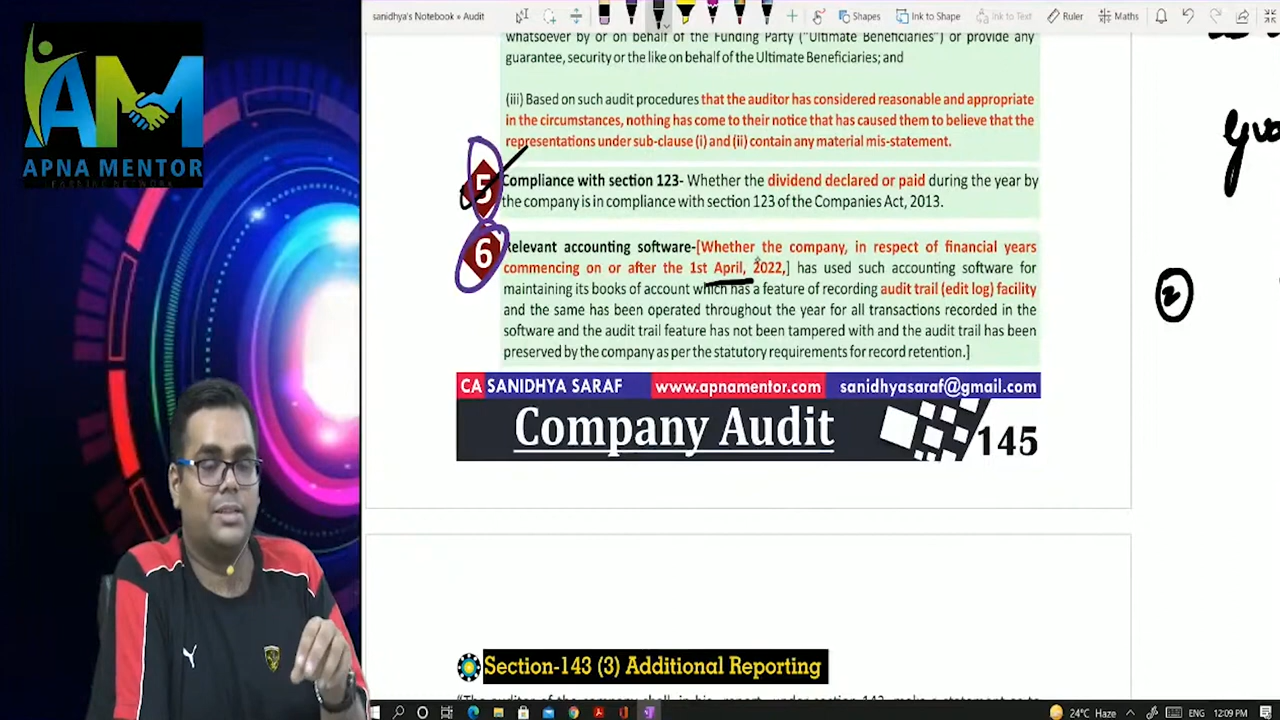 sanidhya's Notebook » Audit
Shapes
Ink to Shape
Ink to Text
Ruler
Maths
AM
APNA MENTOR
LEARNING NETWORK
whatsoever by or on behalf of the Funding Party ("Ultimate Beneficiaries") or provide any
guarantee, security or the like on behalf of the Ultimate Beneficiaries; and
(iii) Based on such audit procedures that the auditor has considered reasonable and appropriate
in the circumstances, nothing has come to their notice that has caused them to believe that the
representations under sub-clause (i) and (ii) contain any material mis-statement.
5 Compliance with section 123- Whether the dividend declared or paid during the year by
the company is in compliance with section 123 of the Companies Act, 2013.
6 Relevant accounting software-[Whether the company, in respect of financial years
commencing on or after the 1st April, 2022,] has used such accounting software for
maintaining its books of account which has a feature of recording audit trail (edit log) facility
and the same has been operated throughout the year for all transactions recorded in the
software and the audit trail feature has not been tampered with and the audit trail has been
preserved by the company as per the statutory requirements for record retention.]
CA SANIDHYA SARAF www.apnamentor.com sanidhyasaraf@gmail.com
Company Audit 145
2
Section-143 (3) Additional Reporting
24°C Haze
ENG
12:09 PM